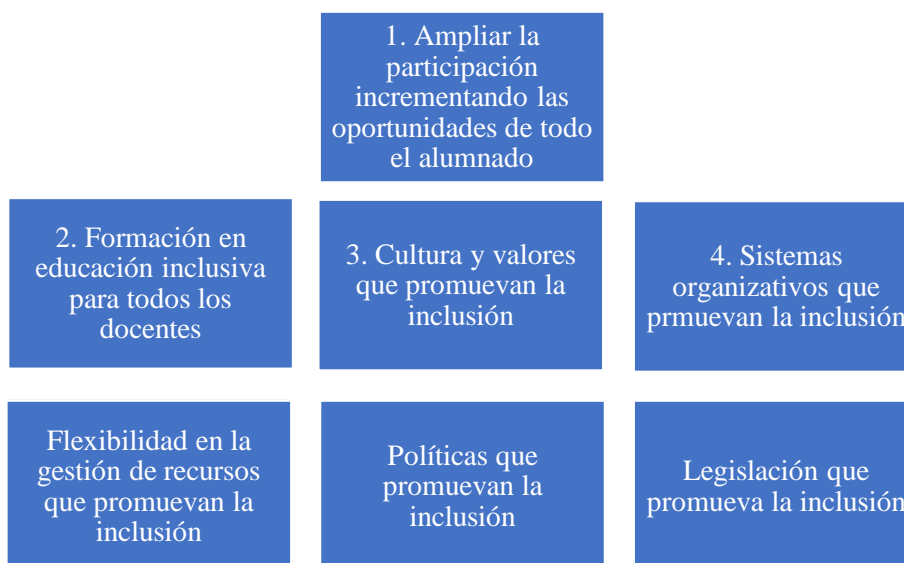 1. Ampliar la
participación
incrementando las
oportunidades de todo
el alumnado
2. Formación en
educación inclusiva
para todos los
docentes
3. Cultura y valores
que promuevan la
inclusión
4. Sistemas
organizativos que
prmuevan la inclusión
Flexibilidad en la
gestión de recursos
que promuevan la
inclusión
Políticas que
promuevan la
inclusión
Legislación que
promueva la inclusión